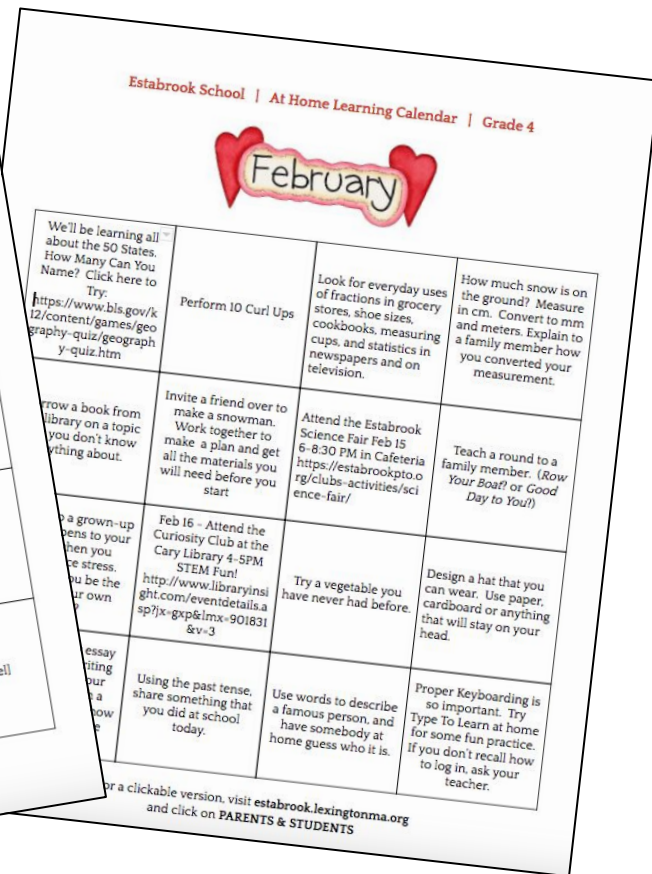 Estabrook School | At Home Learning Calendar | Grade 4
February
We'll be learning all
about the 50 States.
How Many Can You
Name? Click here to
Try:
https://www.bls.gov/k
12/content/games/geo
graphy-quiz/geograph
y-quiz.htm
Perform 10 Curl Ups
Look for everyday uses
of fractions in grocery
stores, shoe sizes,
cookbooks, measuring
cups, and statistics in
newspapers and on
television.
How much snow is on
the ground? Measure
in cm. Convert to mm
and meters. Explain to
a family member how
you converted your
measurement.
rrow a book from
library on a topic
you don't know
ything about.
Invite a friend over to
make a snowman.
Work together to
make a plan and get
all the materials you
will need before you
start
Attend the Estabrook
Science Fair Feb 15
6-8:30 PM in Cafeteria
https://estabrookpto.o
rg/clubs-activities/sci
ence-fair/
Teach a round to a
family member. (Row
Your Boat? or Good
Day to You?)
a grown-up
pens to your
hen you
ce stress.
ou be the
ur own
Feb 16 - Attend the
Curiosity Club at the
Cary Library 4-5PM
STEM Fun!
http://www.libraryinsi
ght.com/eventdetails.a
sp?jx=gxp&lmx=901831
&v=3
Try a vegetable you
have never had before.
Design a hat that you
can wear. Use paper,
cardboard or anything
that will stay on your
head.
essay
iting
our
a
ow
e
Using the past tense,
share something that
you did at school
today.
Use words to describe
a famous person, and
have somebody at
home guess who it is.
Proper Keyboarding is
so important. Try
Type To Learn at home
for some fun practice.
If you don't recall how
to log in, ask your
teacher.
ell
or a clickable version, visit estabrook.lexingtonma.org
and click on PARENTS & STUDENTS